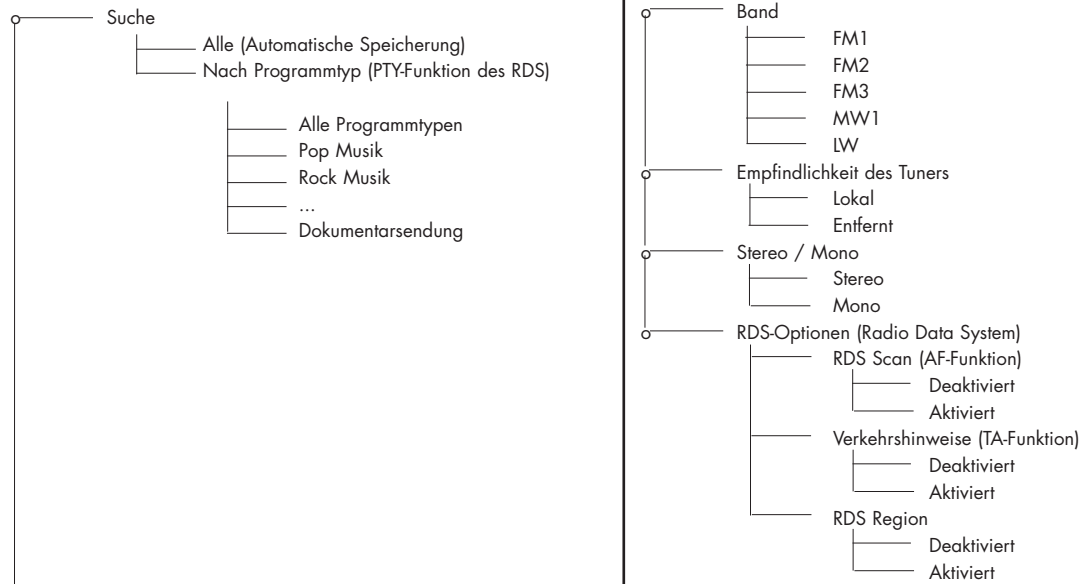 Suche
Alle (Automatische Speicherung)
Nach Programmtyp (PTY-Funktion des RDS)
Alle Programmtypen
Pop Musik
Rock Musik
...
Dokumentarsendung
Band
FM1
FM2
FM3
MW1
LW
Empfindlichkeit des Tuners
Lokal
Entfernt
Stereo / Mono
Stereo
Mono
RDS-Optionen (Radio Data System)
RDS Scan (AF-Funktion)
Deaktiviert
Aktiviert
Verkehrshinweise (TA-Funktion)
Deaktiviert
Aktiviert
RDS Region
Deaktiviert
Aktiviert